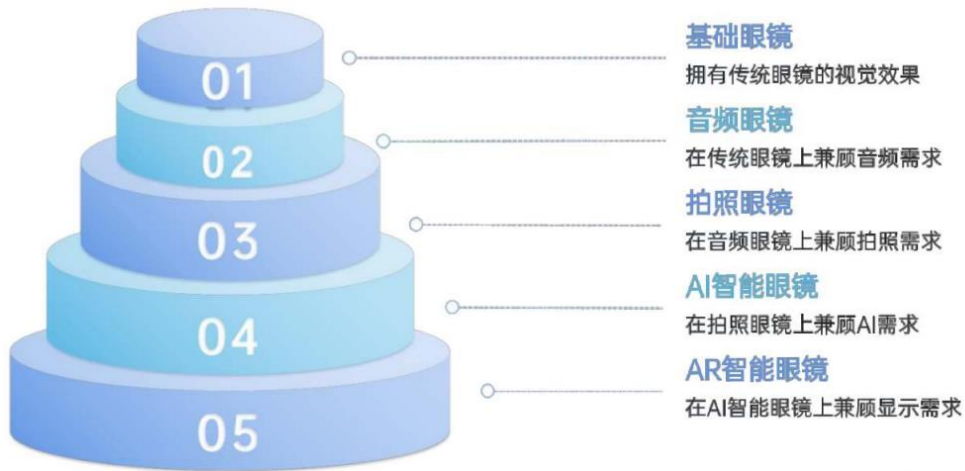 01
基础眼镜
拥有传统眼镜的视觉效果
02
音频眼镜
在传统眼镜上兼顾音频需求
03
拍照眼镜
在音频眼镜上兼顾拍照需求
04
AI智能眼镜
在拍照眼镜上兼顾AI需求
05
AR智能眼镜
在AI智能眼镜上兼顾显示需求